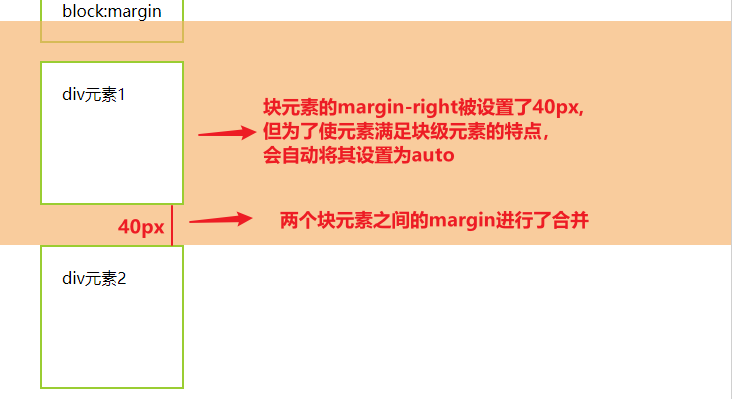 block:margin
div元素1
块元素的margin-right被设置了40px,
但为了使元素满足块级元素的特点，
会自动将其设置为auto
40px
两个块元素之间的margin进行了合并
div元素2